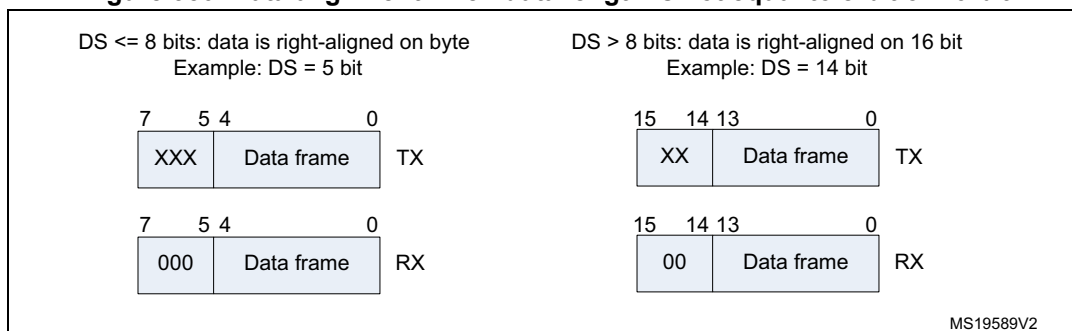 DS <= 8 bits: data is right-aligned on byte
Example: DS = 5 bit
DS > 8 bits: data is right-aligned on 16 bit
Example: DS = 14 bit
7 5 4 0
XXX Data frame TX
7 5 4 0
000 Data frame RX
15 14 13 0
XX Data frame TX
15 14 13 0
00 Data frame RX
MS19589V2